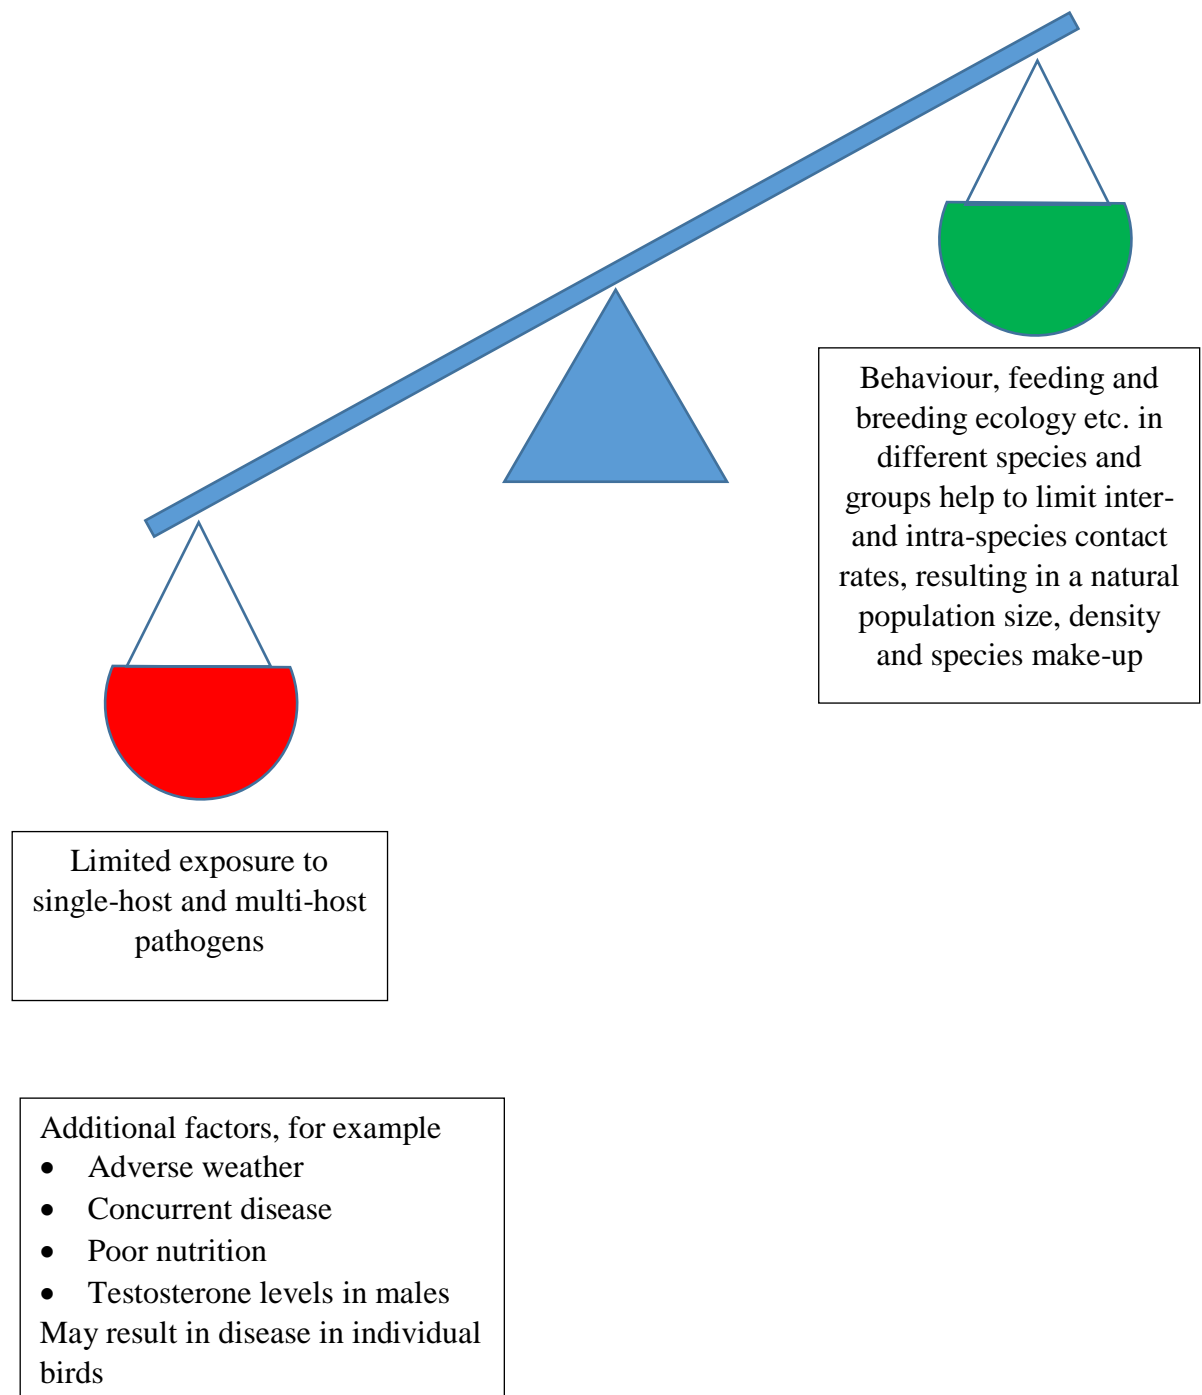 Behaviour, feeding and
breeding ecology etc. in
different species and
groups help to limit inter-
and intra-species contact
rates, resulting in a natural
population size, density
and species make-up
Limited exposure to
single-host and multi-host
pathogens
Additional factors, for example
• Adverse weather
• Concurrent disease
• Poor nutrition
• Testosterone levels in males
May result in disease in individual
birds